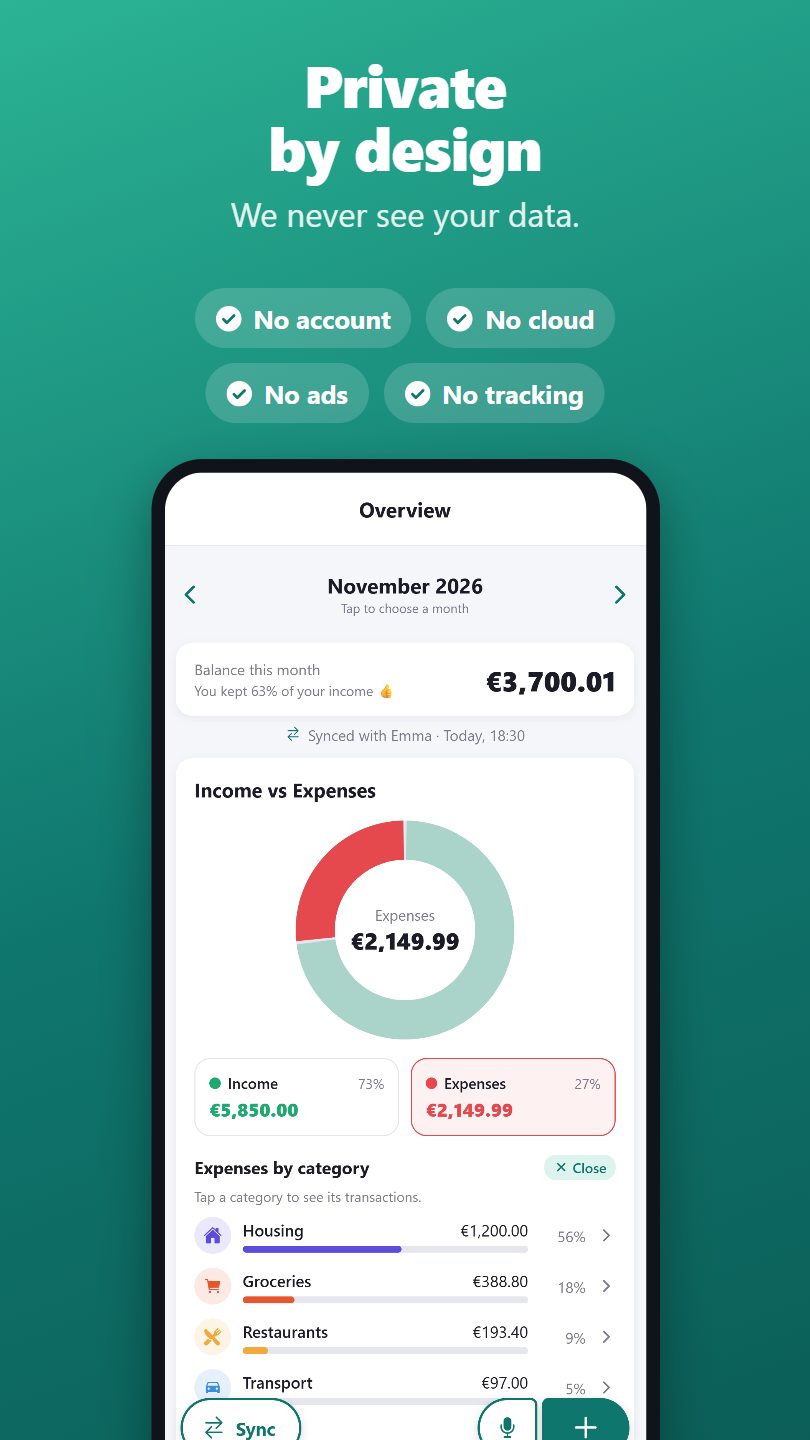 Private
by design
We never see your data.
No account
No cloud
No ads
No tracking
Overview
November 2026
Tap to choose a month
Balance this month
You kept 63% of your income 👍
€3,700.01
Synced with Emma · Today, 18:30
Income vs Expenses
Expenses
€2,149.99
Income 73%
€5,850.00
Expenses 27%
€2,149.99
Expenses by category
✕ Close
Tap a category to see its transactions.
Housing €1,200.00 56%
Groceries €388.80 18%
Restaurants €193.40 9%
Transport €97.00 5%
Sync